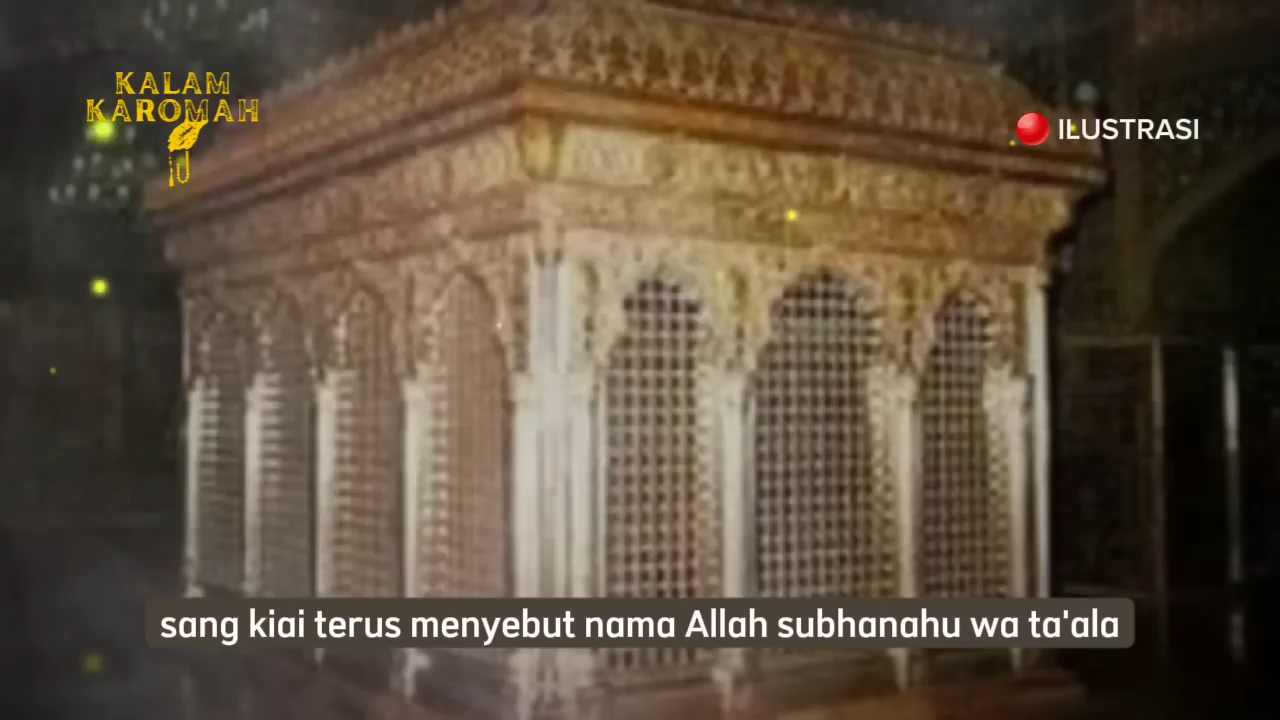 KALAM
KAROMAH
ILUSTRASI
sang kiai terus menyebut nama Allah subhanahu wa ta'ala